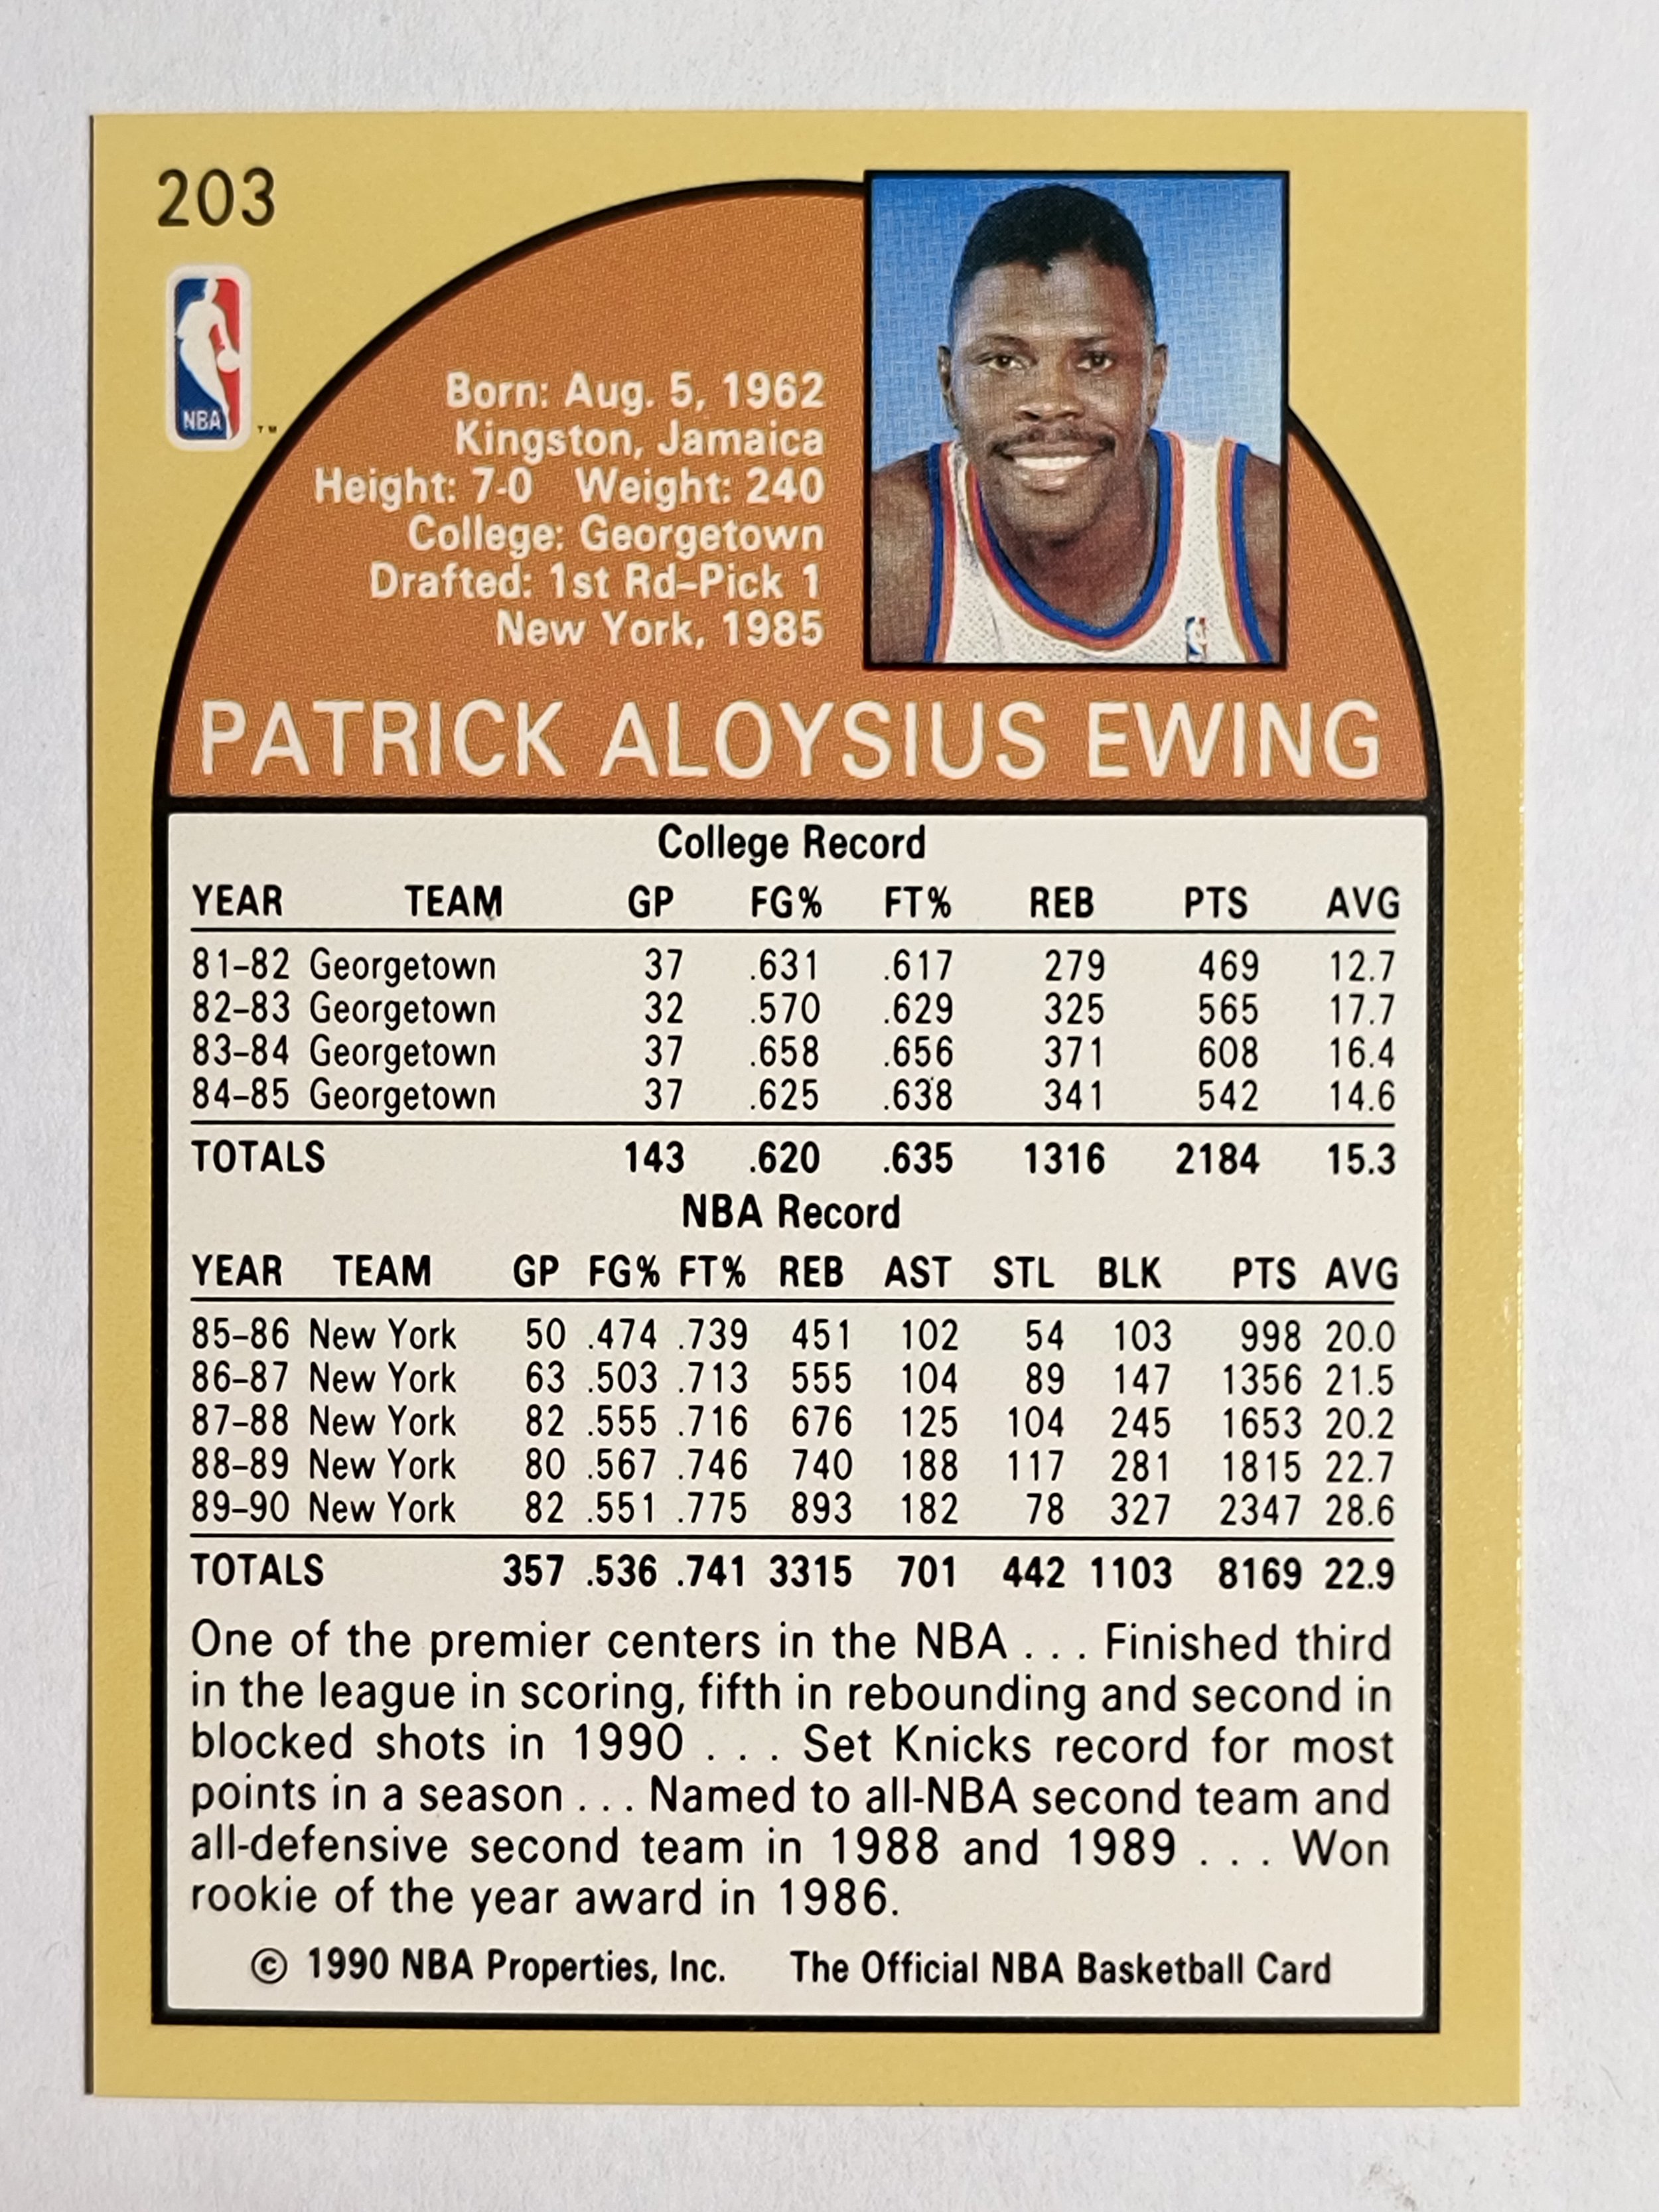 203
NBA
TM
Born: Aug. 5, 1962
Kingston, Jamaica
Height: 7-0 Weight: 240
College: Georgetown
Drafted: 1st Rd–Pick 1
New York, 1985
PATRICK ALOYSIUS EWING
College Record
YEAR TEAM GP FG% FT% REB PTS AVG
81–82 Georgetown 37 .631 .617 279 469 12.7
82–83 Georgetown 32 .570 .629 325 565 17.7
83–84 Georgetown 37 .658 .656 371 608 16.4
84–85 Georgetown 37 .625 .638 341 542 14.6
TOTALS 143 .620 .635 1316 2184 15.3
NBA Record
YEAR TEAM GP FG% FT% REB AST STL BLK PTS AVG
85–86 New York 50 .474 .739 451 102 54 103 998 20.0
86–87 New York 63 .503 .713 555 104 89 147 1356 21.5
87–88 New York 82 .555 .716 676 125 104 245 1653 20.2
88–89 New York 80 .567 .746 740 188 117 281 1815 22.7
89–90 New York 82 .551 .775 893 182 78 327 2347 28.6
TOTALS 357 .536 .741 3315 701 442 1103 8169 22.9
One of the premier centers in the NBA . . . Finished third
in the league in scoring, fifth in rebounding and second in
blocked shots in 1990 . . . Set Knicks record for most
points in a season . . . Named to all-NBA second team and
all-defensive second team in 1988 and 1989 . . . Won
rookie of the year award in 1986.
© 1990 NBA Properties, Inc. The Official NBA Basketball Card